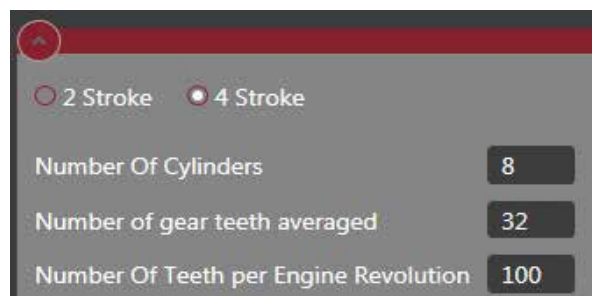 2 Stroke 4 Stroke
Number Of Cylinders 8
Number of gear teeth averaged 32
Number Of Teeth per Engine Revolution 100